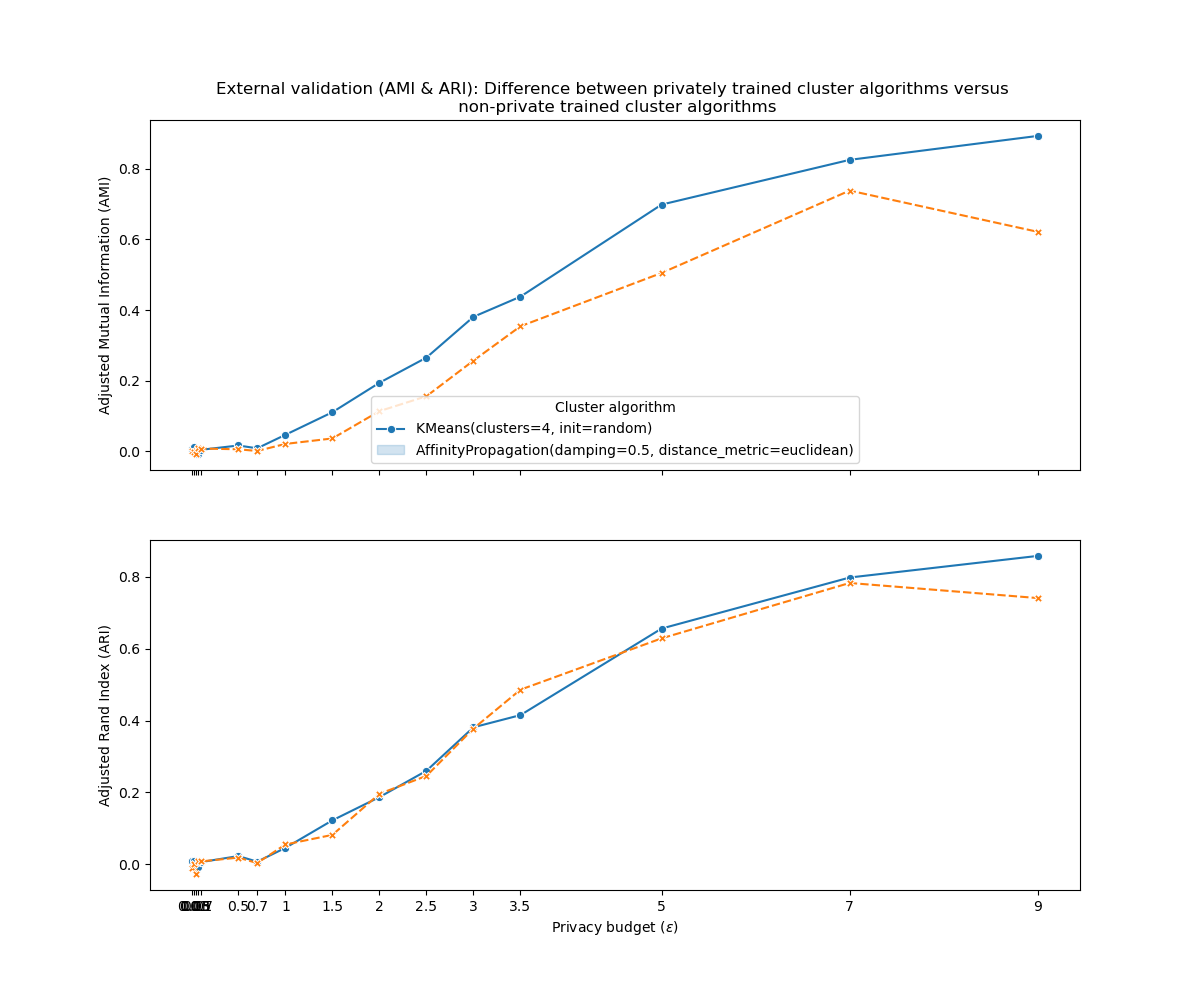 External validation (AMI & ARI): Difference between privately trained cluster algorithms versus
non-private trained cluster algorithms
Adjusted Mutual Information (AMI)
0.8
0.6
0.4
0.2
0.0
Cluster algorithm
KMeans(clusters=4, init=random)
AffinityPropagation(damping=0.5, distance_metric=euclidean)
Adjusted Rand Index (ARI)
0.8
0.6
0.4
0.2
0.0
0.5 0.7 1 1.5 2 2.5 3 3.5 5 7 9
Privacy budget (ε)